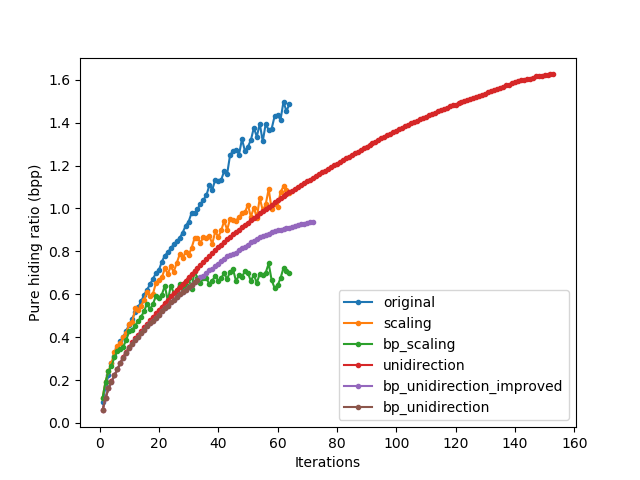 1.6
1.4
1.2
1.0
0.8
0.6
0.4
0.2
0.0
Pure hiding ratio (bpp)
original
scaling
bp_scaling
unidirection
bp_unidirection_improved
bp_unidirection
0 20 40 60 80 100 120 140 160
Iterations